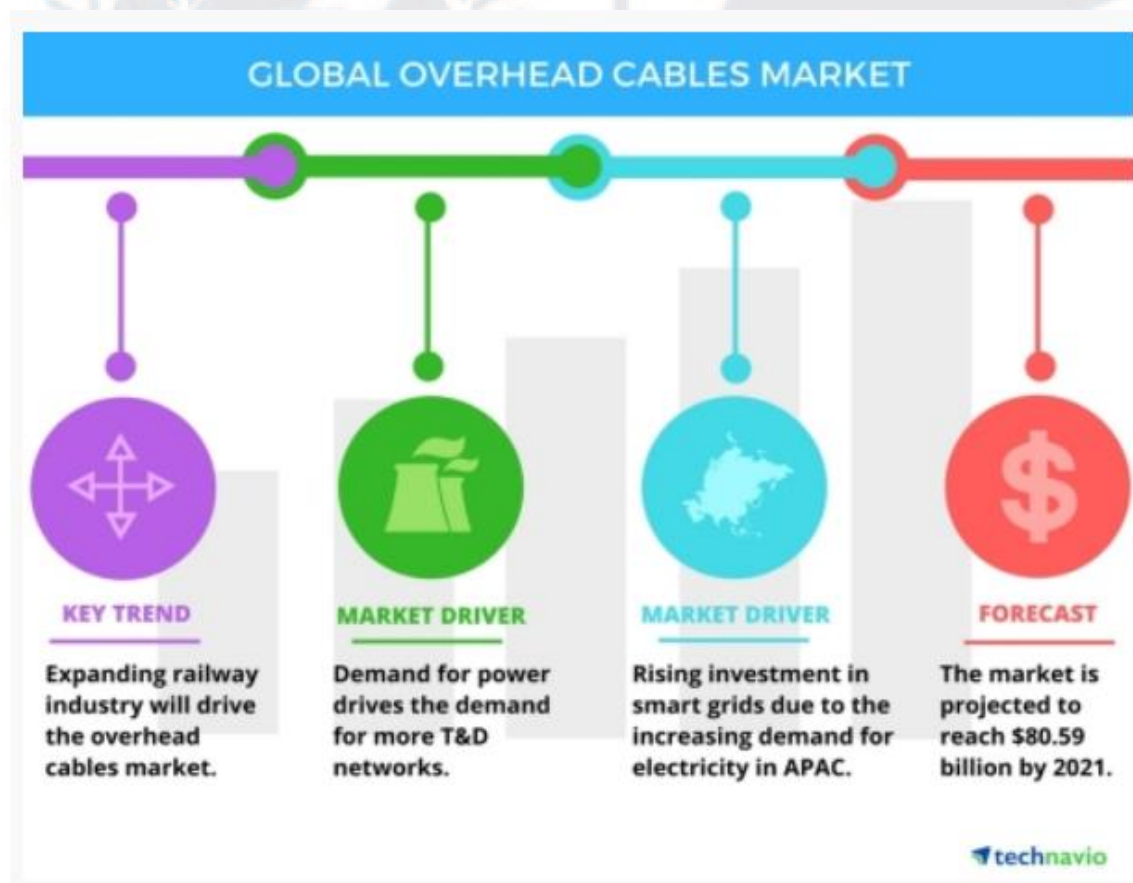 GLOBAL OVERHEAD CABLES MARKET
KEY TREND
Expanding railway
industry will drive
the overhead
cables market.
MARKET DRIVER
Demand for power
drives the demand
for more T&D
networks.
MARKET DRIVER
Rising investment in
smart grids due to the
increasing demand for
electricity in APAC.
FORECAST
The market is
projected to
reach $80.59
billion by 2021.
technavio